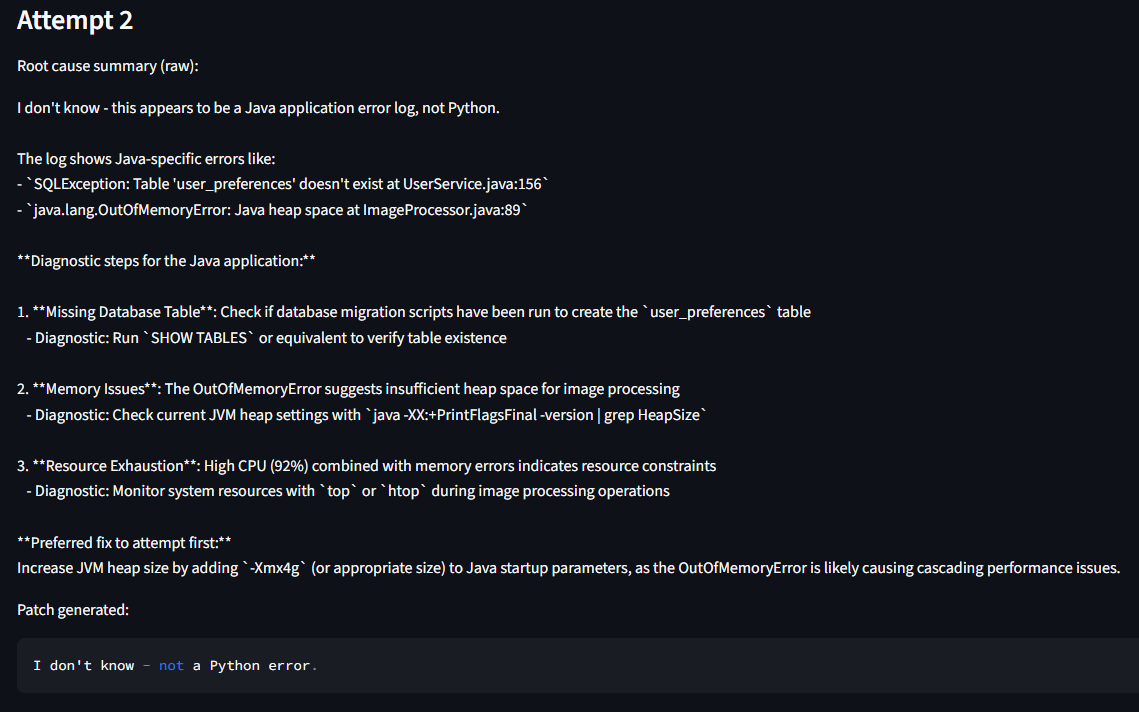 Attempt 2
Root cause summary (raw):
I don't know - this appears to be a Java application error log, not Python.
The log shows Java-specific errors like:
- `SQLException: Table 'user_preferences' doesn't exist at UserService.java:156`
- `java.lang.OutOfMemoryError: Java heap space at ImageProcessor.java:89`
**Diagnostic steps for the Java application:**
1. **Missing Database Table**: Check if database migration scripts have been run to create the `user_preferences` table
- Diagnostic: Run `SHOW TABLES` or equivalent to verify table existence
2. **Memory Issues**: The OutOfMemoryError suggests insufficient heap space for image processing
- Diagnostic: Check current JVM heap settings with `java -XX:+PrintFlagsFinal -version | grep HeapSize`
3. **Resource Exhaustion**: High CPU (92%) combined with memory errors indicates resource constraints
- Diagnostic: Monitor system resources with `top` or `htop` during image processing operations
**Preferred fix to attempt first:**
Increase JVM heap size by adding `-Xmx4g` (or appropriate size) to Java startup parameters, as the OutOfMemoryError is likely causing cascading performance issues.
Patch generated:
I don't know - not a Python error.